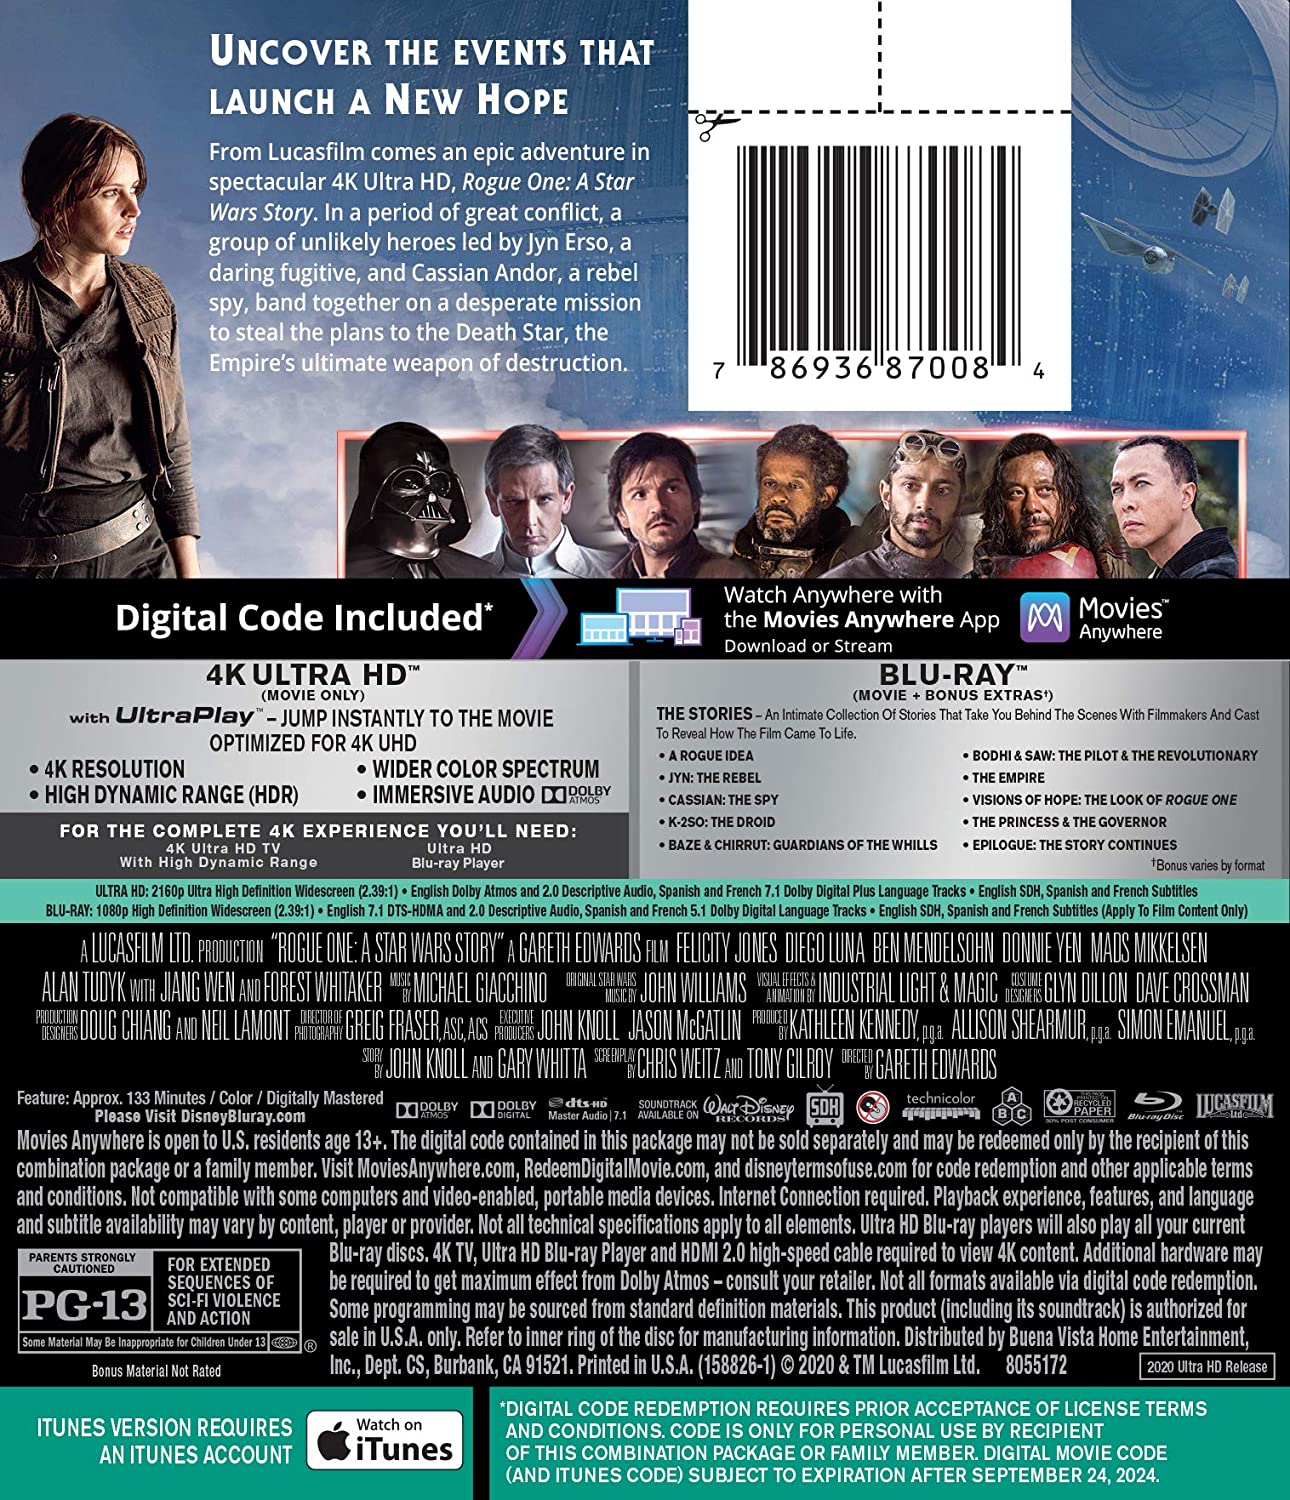 UNCOVER THE EVENTS THAT
LAUNCH A NEW HOPE
From Lucasfilm comes an epic adventure in
spectacular 4K Ultra HD, Rogue One: A Star
Wars Story. In a period of great conflict, a
group of unlikely heroes led by Jyn Erso, a
daring fugitive, and Cassian Andor, a rebel
spy, band together on a desperate mission
to steal the plans to the Death Star, the
Empire's ultimate weapon of destruction.
7 86936 87008 4
Digital Code Included*
Watch Anywhere with
the Movies Anywhere App
Download or Stream
Movies™
Anywhere
4K ULTRA HD™
(MOVIE ONLY)
with UltraPlay™ – JUMP INSTANTLY TO THE MOVIE
OPTIMIZED FOR 4K UHD
• 4K RESOLUTION
• HIGH DYNAMIC RANGE (HDR)
• WIDER COLOR SPECTRUM
• IMMERSIVE AUDIO DOLBY ATMOS
FOR THE COMPLETE 4K EXPERIENCE YOU'LL NEED:
4K Ultra HD TV
With High Dynamic Range
Ultra HD
Blu-ray Player
BLU-RAY™
(MOVIE + BONUS EXTRAS†)
THE STORIES – An Intimate Collection Of Stories That Take You Behind The Scenes With Filmmakers And Cast
To Reveal How The Film Came To Life.
• A ROGUE IDEA
• JYN: THE REBEL
• CASSIAN: THE SPY
• K-2SO: THE DROID
• BAZE & CHIRRUT: GUARDIANS OF THE WHILLS
• BODHI & SAW: THE PILOT & THE REVOLUTIONARY
• THE EMPIRE
• VISIONS OF HOPE: THE LOOK OF ROGUE ONE
• THE PRINCESS & THE GOVERNOR
• EPILOGUE: THE STORY CONTINUES
†Bonus varies by format
ULTRA HD: 2160p Ultra High Definition Widescreen (2.39:1) • English Dolby Atmos and 2.0 Descriptive Audio, Spanish and French 7.1 Dolby Digital Plus Language Tracks • English SDH, Spanish and French Subtitles
BLU-RAY: 1080p High Definition Widescreen (2.39:1) • English 7.1 DTS-HDMA and 2.0 Descriptive Audio, Spanish and French 5.1 Dolby Digital Language Tracks • English SDH, Spanish and French Subtitles (Apply To Film Content Only)
A LUCASFILM LTD. PRODUCTION "ROGUE ONE: A STAR WARS STORY" A GARETH EDWARDS FILM FELICITY JONES DIEGO LUNA BEN MENDELSOHN DONNIE YEN MADS MIKKELSEN
ALAN TUDYK WITH JIANG WEN AND FOREST WHITAKER MUSIC BY MICHAEL GIACCHINO ORIGINAL STAR WARS MUSIC BY JOHN WILLIAMS VISUAL EFFECTS & ANIMATION BY INDUSTRIAL LIGHT & MAGIC COSTUME DESIGNERS GLYN DILLON DAVE CROSSMAN
PRODUCTION DESIGNERS DOUG CHIANG AND NEIL LAMONT DIRECTOR OF PHOTOGRAPHY GREIG FRASER, ASC, ACS EXECUTIVE PRODUCERS JOHN KNOLL JASON McGATLIN PRODUCED BY KATHLEEN KENNEDY, p.g.a. ALLISON SHEARMUR, p.g.a. SIMON EMANUEL, p.g.a.
STORY BY JOHN KNOLL AND GARY WHITTA SCREENPLAY BY CHRIS WEITZ AND TONY GILROY DIRECTED BY GARETH EDWARDS
Feature: Approx. 133 Minutes / Color / Digitally Mastered
Please Visit DisneyBluray.com
DOLBY ATMOS
DOLBY DIGITAL
dts-HD Master Audio | 7.1
SOUNDTRACK AVAILABLE ON WALT DISNEY RECORDS
SDH
technicolor
A B C
RECYCLED PAPER
30% POST CONSUMER
Blu-ray Disc
LUCASFILM Ltd
Movies Anywhere is open to U.S. residents age 13+. The digital code contained in this package may not be sold separately and may be redeemed only by the recipient of this
combination package or a family member. Visit MoviesAnywhere.com, RedeemDigitalMovie.com, and disneytermsofuse.com for code redemption and other applicable terms
and conditions. Not compatible with some computers and video-enabled, portable media devices. Internet Connection required. Playback experience, features, and language
and subtitle availability may vary by content, player or provider. Not all technical specifications apply to all elements. Ultra HD Blu-ray players will also play all your current
Blu-ray discs. 4K TV, Ultra HD Blu-ray Player and HDMI 2.0 high-speed cable required to view 4K content. Additional hardware may
be required to get maximum effect from Dolby Atmos – consult your retailer. Not all formats available via digital code redemption.
Some programming may be sourced from standard definition materials. This product (including its soundtrack) is authorized for
sale in U.S.A. only. Refer to inner ring of the disc for manufacturing information. Distributed by Buena Vista Home Entertainment,
Inc., Dept. CS, Burbank, CA 91521. Printed in U.S.A. (158826-1) © 2020 & TM Lucasfilm Ltd. 8055172
2020 Ultra HD Release
PARENTS STRONGLY CAUTIONED
PG-13
FOR EXTENDED
SEQUENCES OF
SCI-FI VIOLENCE
AND ACTION
Some Material May Be Inappropriate for Children Under 13
®
Bonus Material Not Rated
ITUNES VERSION REQUIRES
AN ITUNES ACCOUNT
Watch on
iTunes
*DIGITAL CODE REDEMPTION REQUIRES PRIOR ACCEPTANCE OF LICENSE TERMS
AND CONDITIONS. CODE IS ONLY FOR PERSONAL USE BY RECIPIENT
OF THIS COMBINATION PACKAGE OR FAMILY MEMBER. DIGITAL MOVIE CODE
(AND ITUNES CODE) SUBJECT TO EXPIRATION AFTER SEPTEMBER 24, 2024.